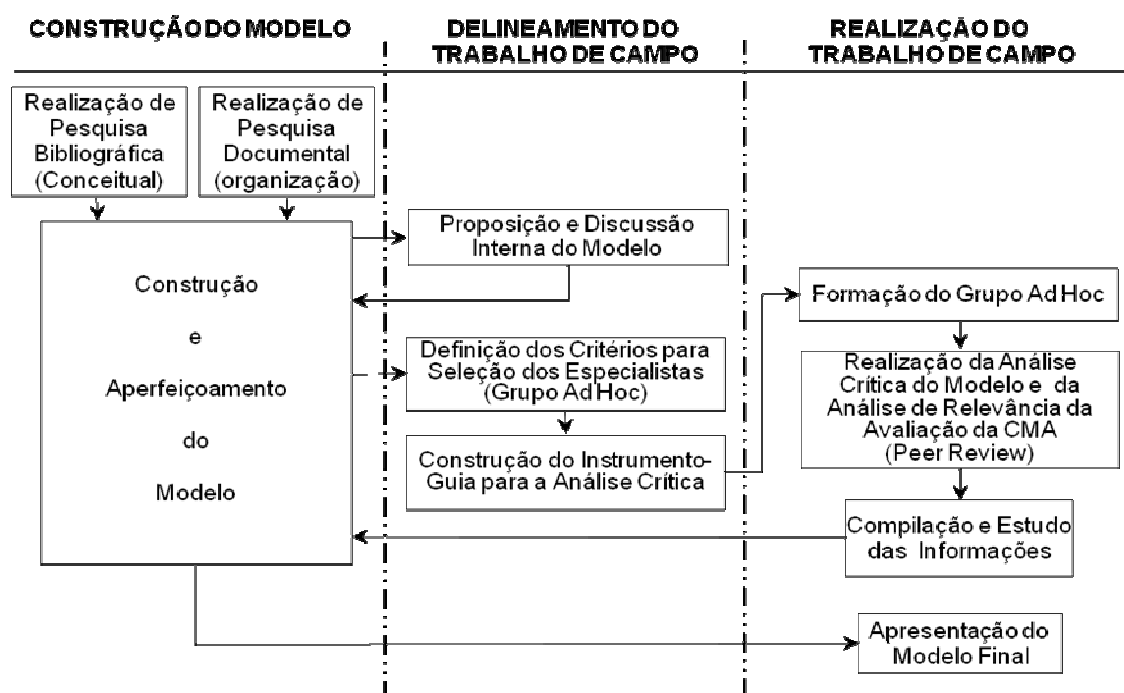 CONSTRUÇÃO DO MODELO
DELINEAMENTO DO
TRABALHO DE CAMPO
REALIZAÇÃO DO
TRABALHO DE CAMPO
Realização de
Pesquisa
Bibliográfica
(Conceitual)
Realização de
Pesquisa
Documental
(organização)
Construção
e
Aperfeiçoamento
do
Modelo
Proposição e Discussão
Interna do Modelo
Definição dos Critérios para
Seleção dos Especialistas
(Grupo Ad Hoc)
Construção do Instrumento-
Guia para a Análise Crítica
Formação do Grupo Ad Hoc
Realização da Análise
Crítica do Modelo e da
Análise de Relevância da
Avaliação da CMA
(Peer Review)
Compilação e Estudo
das Informações
Apresentação do
Modelo Final